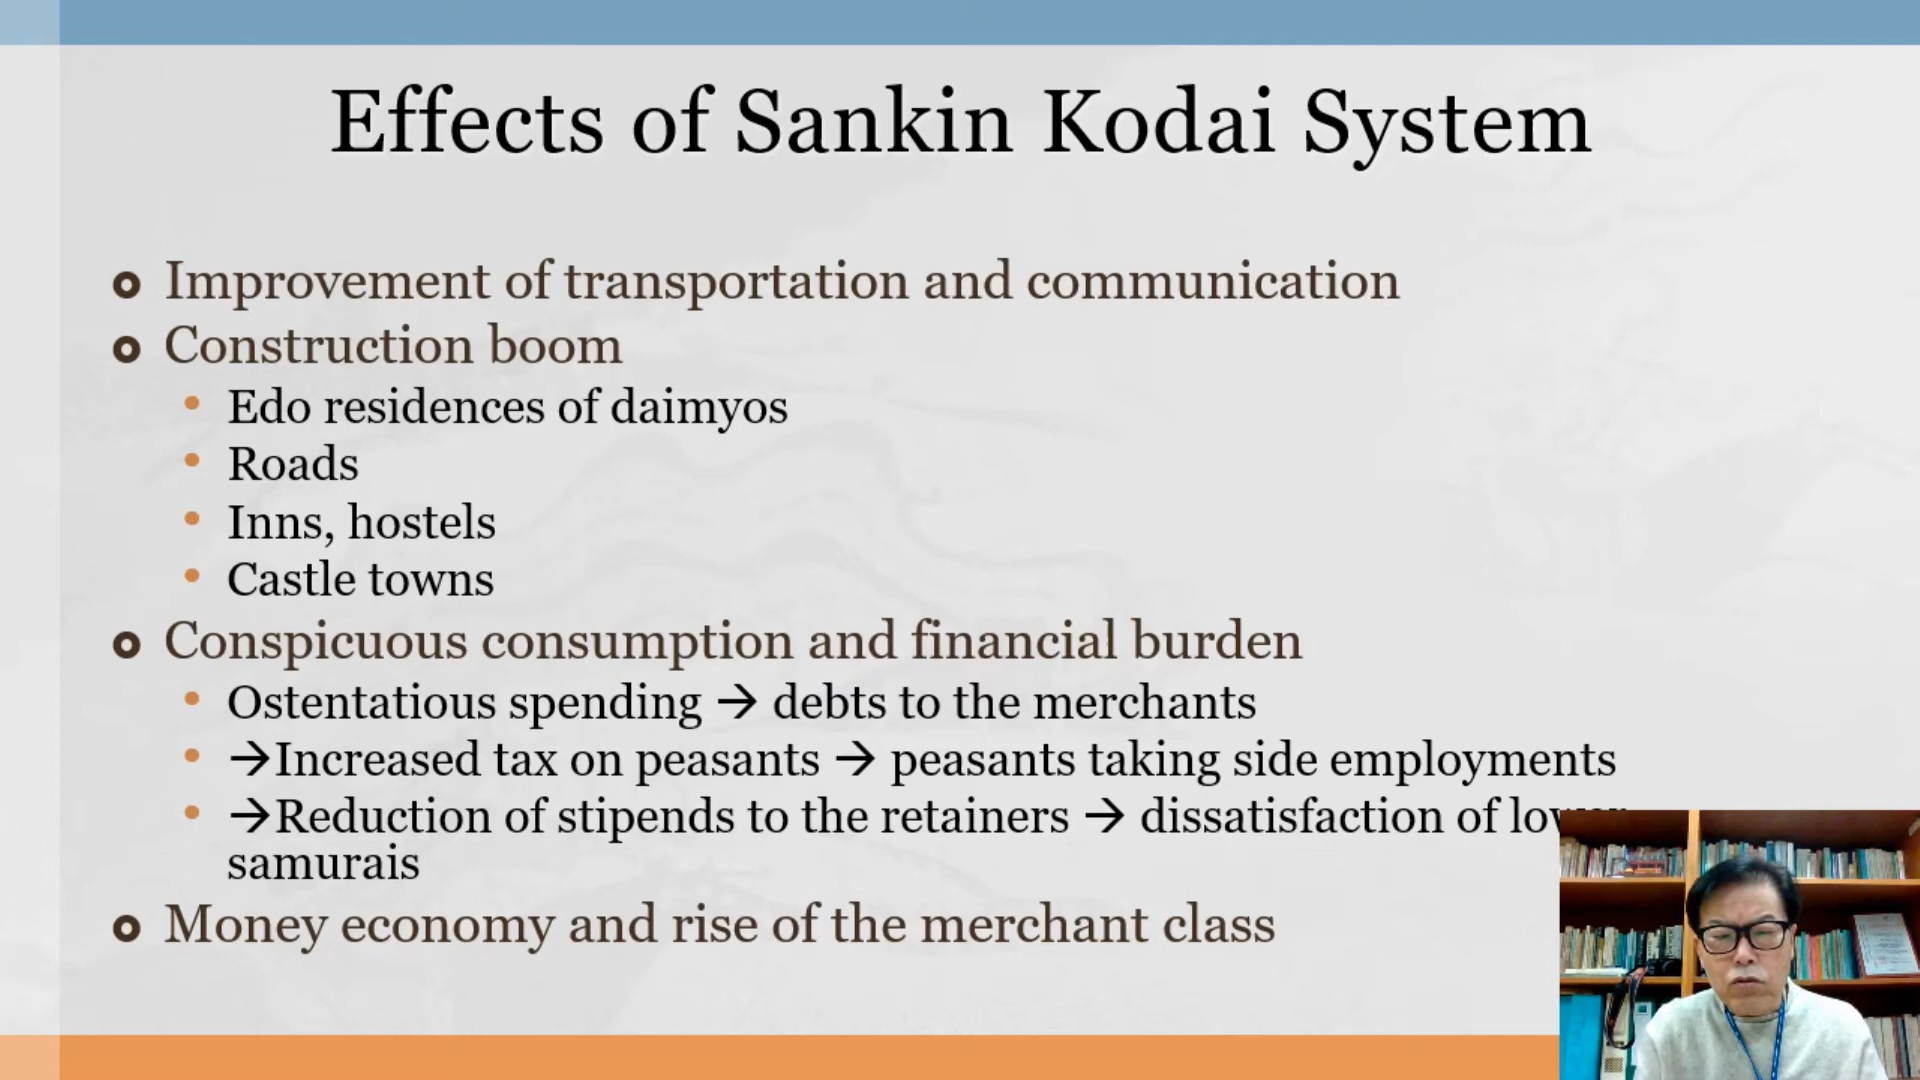 Effects of Sankin Kodai System
Improvement of transportation and communication
Construction boom
Edo residences of daimyos
Roads
Inns, hostels
Castle towns
Conspicuous consumption and financial burden
Ostentatious spending → debts to the merchants
→Increased tax on peasants → peasants taking side employments
→Reduction of stipends to the retainers → dissatisfaction of lower
samurais
Money economy and rise of the merchant class